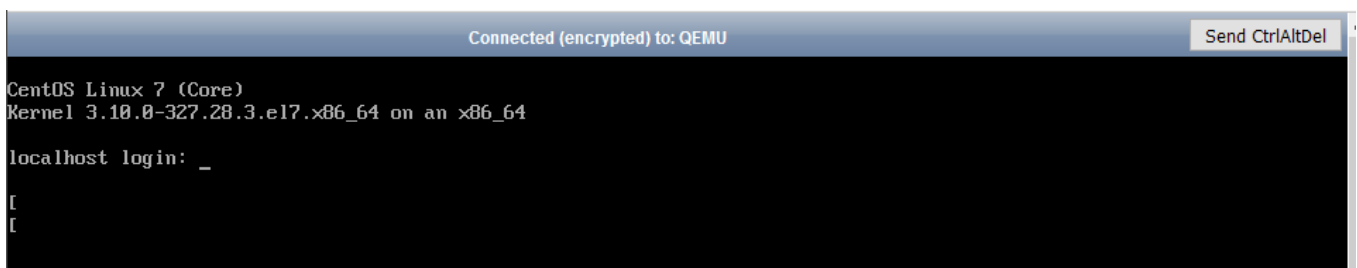 Connected (encrypted) to: QEMU
Send CtrlAltDel
CentOS Linux 7 (Core)
Kernel 3.10.0-327.28.3.el7.x86_64 on an x86_64
localhost login: _
[
[